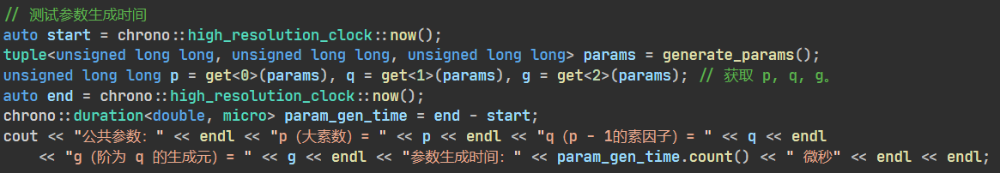 // 测试参数生成时间
auto start = chrono::high_resolution_clock::now();
tuple<unsigned long long, unsigned long long, unsigned long long> params = generate_params();
unsigned long long p = get<0>(params), q = get<1>(params), g = get<2>(params); // 获取 p, q, g。
auto end = chrono::high_resolution_clock::now();
chrono::duration<double, micro> param_gen_time = end - start;
cout << "公共参数：" << endl << "p（大素数）= " << p << endl << "q（p - 1的素因子）= " << q << endl
    << "g（阶为 q 的生成元）= " << g << endl << "参数生成时间：" << param_gen_time.count() << " 微秒" << endl << endl;